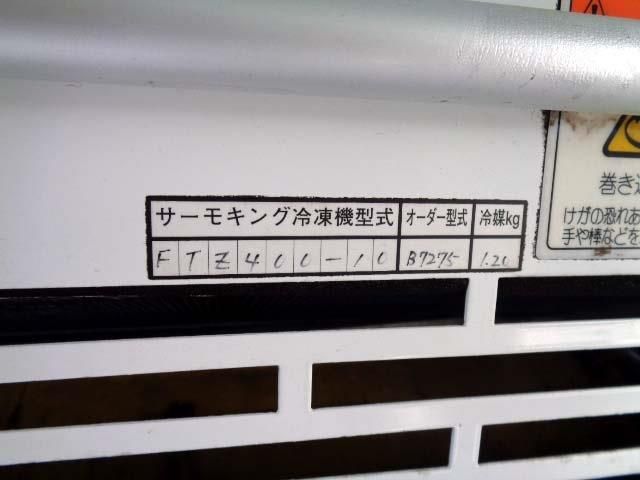 サーモキング冷凍機型式 オーダー型式 冷媒kg
FTZ400-10 B7275 1.20
巻き
けがの恐れあ
手や棒などを